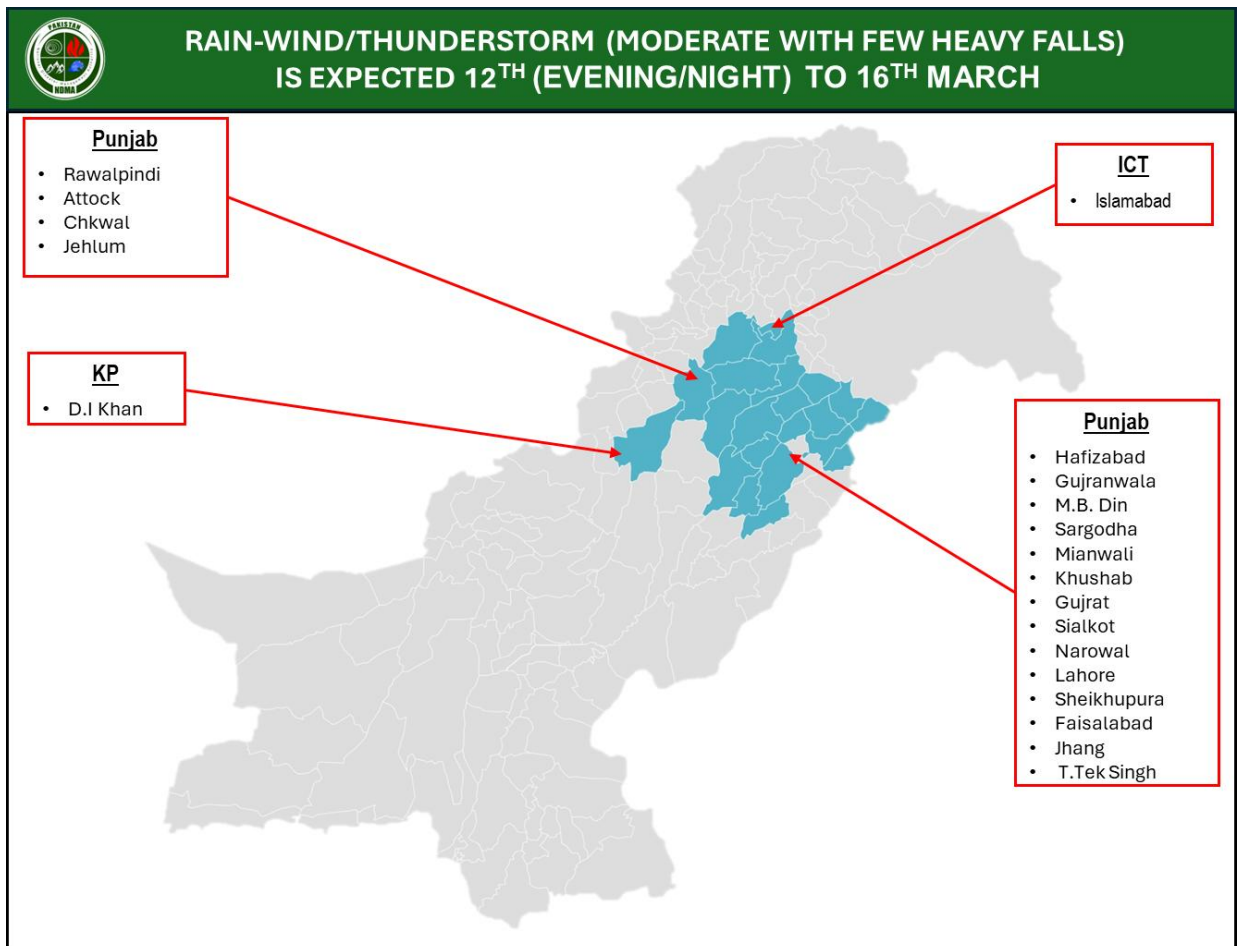 PAKISTAN
NDMA
RAIN-WIND/THUNDERSTORM (MODERATE WITH FEW HEAVY FALLS)
IS EXPECTED 12TH (EVENING/NIGHT) TO 16TH MARCH
Punjab
• Rawalpindi
• Attock
• Chkwal
• Jehlum
ICT
• Islamabad
KP
• D.I Khan
Punjab
• Hafizabad
• Gujranwala
• M.B. Din
• Sargodha
• Mianwali
• Khushab
• Gujrat
• Sialkot
• Narowal
• Lahore
• Sheikhupura
• Faisalabad
• Jhang
• T.Tek Singh